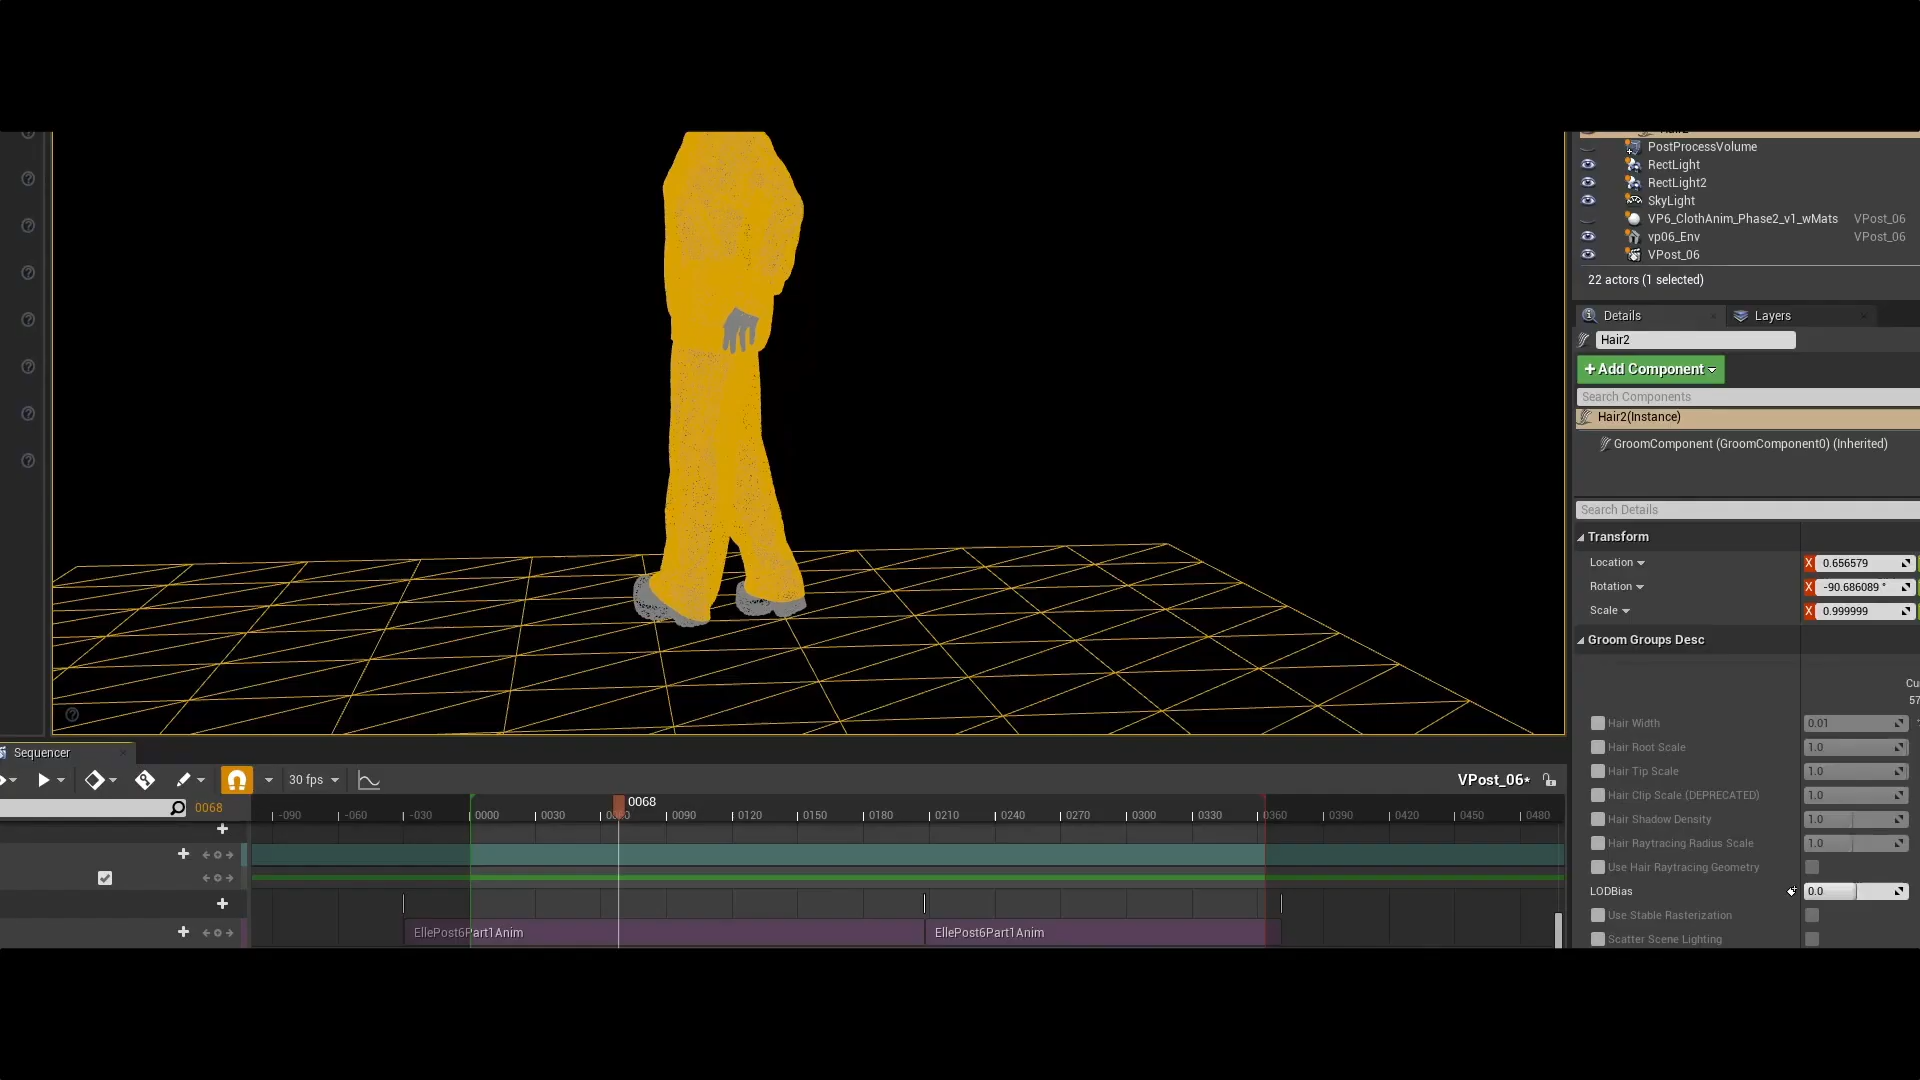 PostProcessVolume
RectLight
RectLight2
SkyLight
VP6_ClothAnim_Phase2_v1_wMats VPost_06
vp06_Env VPost_06
VPost_06
22 actors (1 selected)
Details Layers
Hair2
+ Add Component
Search Components
Hair2(Instance)
GroomComponent (GroomComponent0) (Inherited)
Search Details
Transform
Location X 0.656579
Rotation X -90.686089 °
Scale X 0.999999
Groom Groups Desc
Cu
57
Hair Width 0.01
Hair Root Scale 1.0
Hair Tip Scale 1.0
Hair Clip Scale (DEPRECATED) 1.0
Hair Shadow Density 1.0
Hair Raytracing Radius Scale 1.0
Use Hair Raytracing Geometry
LODBias 0.0
Use Stable Rasterization
Scatter Scene Lighting
Sequencer
30 fps VPost_06*
0068 0068
-090 -060 -030 0000 0030 0090 0120 0150 0180 0210 0240 0270 0300 0330 0360 0390 0420 0450 0480
EllePost6Part1Anim EllePost6Part1Anim